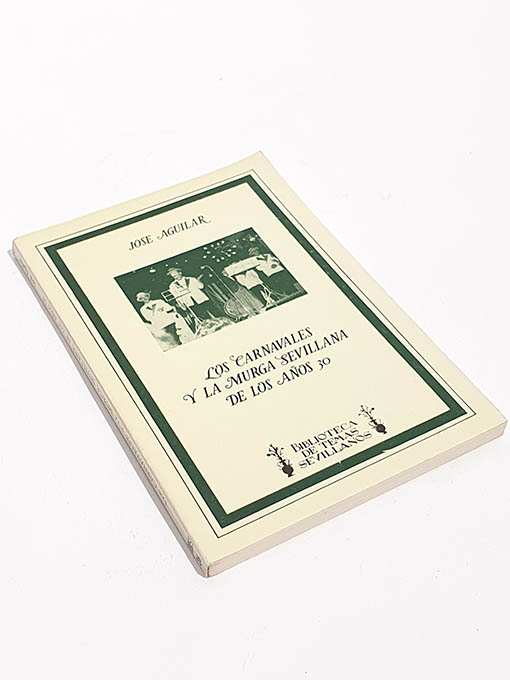 JOSE AGUILAR
LOS CARNAVALES
Y LA MURGA SEVILLANA
DE LOS AÑOS 30
BIBLIOTECA
DE TEMAS
SEVILLANOS